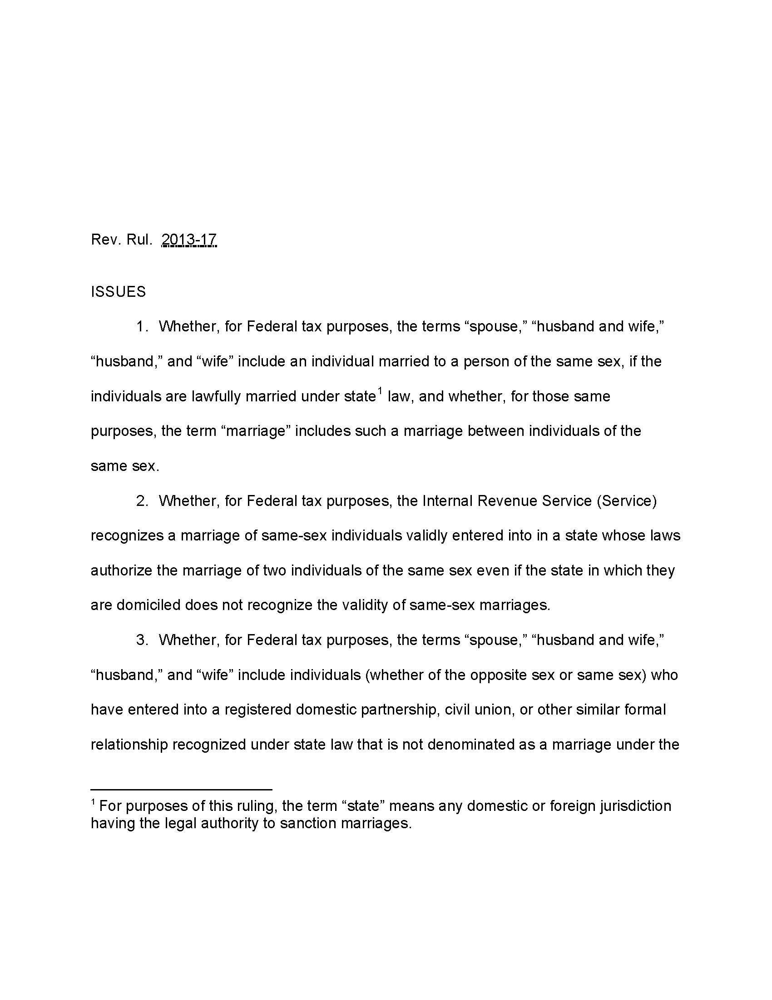 Rev. Rul. 2013-17
ISSUES
1. Whether, for Federal tax purposes, the terms “spouse,” “husband and wife,”
“husband,” and “wife” include an individual married to a person of the same sex, if the
individuals are lawfully married under state1 law, and whether, for those same
purposes, the term “marriage” includes such a marriage between individuals of the
same sex.
2. Whether, for Federal tax purposes, the Internal Revenue Service (Service)
recognizes a marriage of same-sex individuals validly entered into in a state whose laws
authorize the marriage of two individuals of the same sex even if the state in which they
are domiciled does not recognize the validity of same-sex marriages.
3. Whether, for Federal tax purposes, the terms “spouse,” “husband and wife,”
“husband,” and “wife” include individuals (whether of the opposite sex or same sex) who
have entered into a registered domestic partnership, civil union, or other similar formal
relationship recognized under state law that is not denominated as a marriage under the
1 For purposes of this ruling, the term “state” means any domestic or foreign jurisdiction
having the legal authority to sanction marriages.